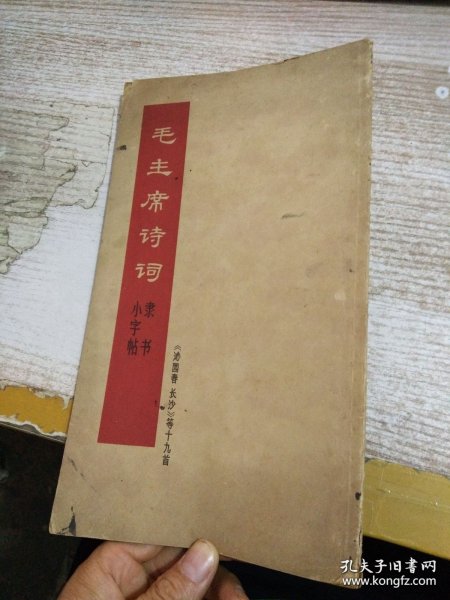 毛主席诗词
隶书
小字帖
《沁园春 长沙》等十九首
孔夫子旧书网
www.kongfz.com